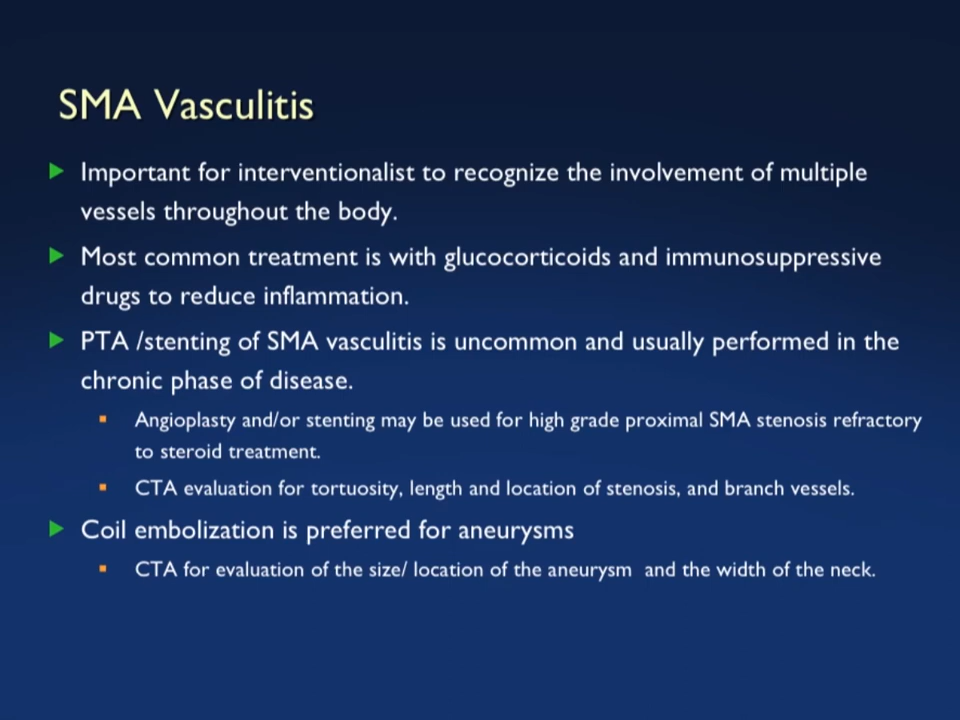 SMA Vasculitis
Important for interventionalist to recognize the involvement of multiple
vessels throughout the body.
Most common treatment is with glucocorticoids and immunosuppressive
drugs to reduce inflammation.
PTA /stenting of SMA vasculitis is uncommon and usually performed in the
chronic phase of disease.
Angioplasty and/or stenting may be used for high grade proximal SMA stenosis refractory
to steroid treatment.
CTA evaluation for tortuosity, length and location of stenosis, and branch vessels.
Coil embolization is preferred for aneurysms
CTA for evaluation of the size/ location of the aneurysm  and the width of the neck.